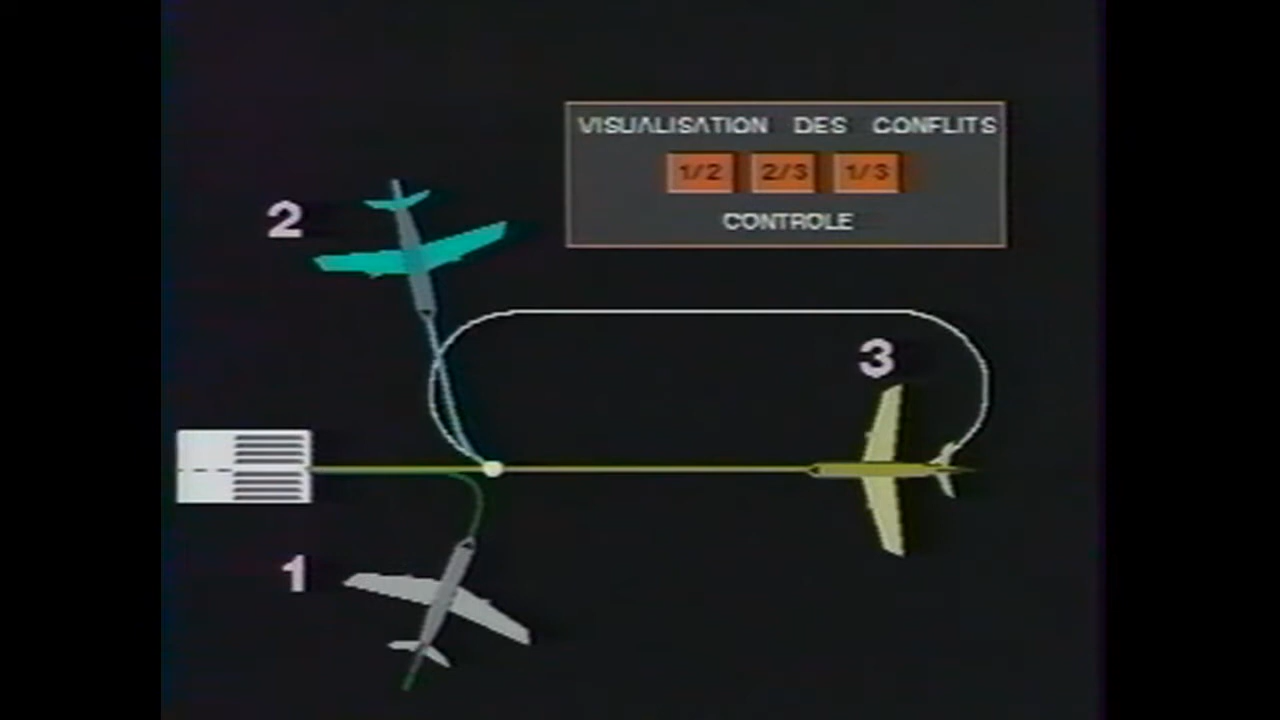 VISUALISATION DES CONFLITS
1/2 2/3 1/3
CONTROLE
2
3
1